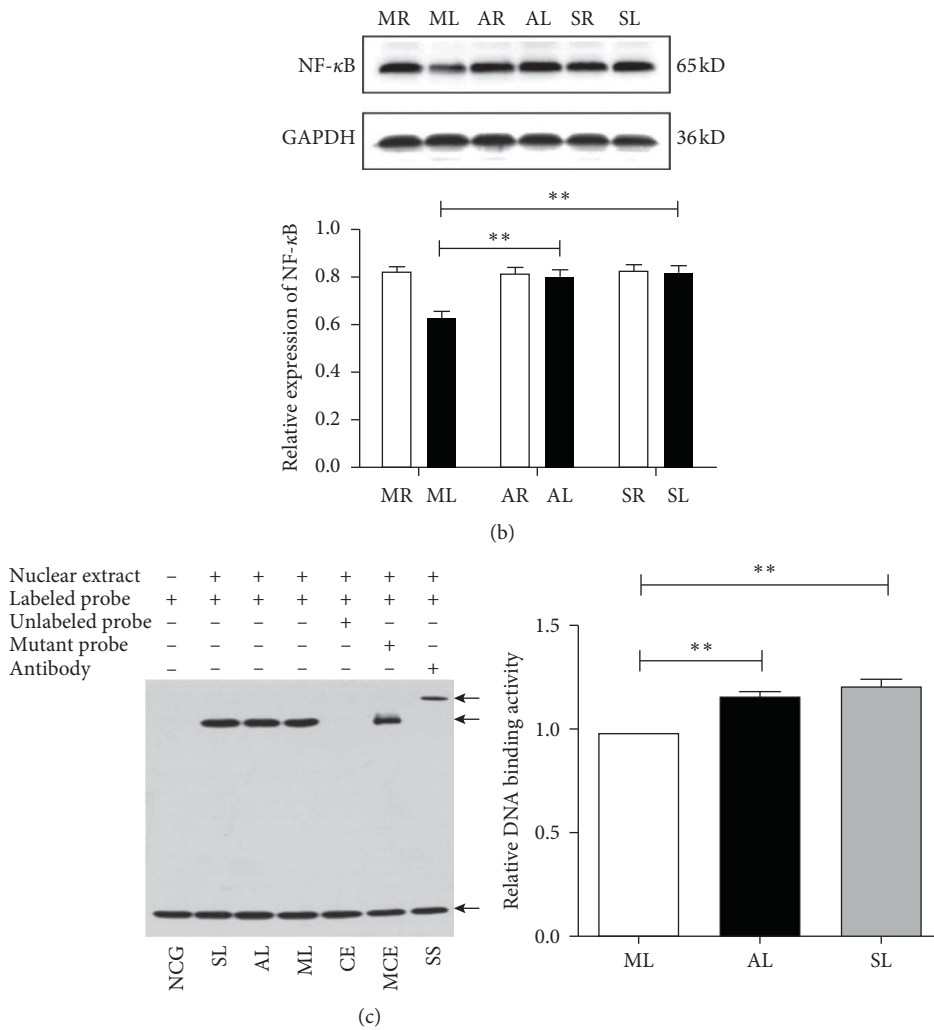 MR ML AR AL SR SL
NF-κB 65 kD
GAPDH 36 kD
** 
**
Relative expression of NF-κB
1.0
0.8
0.6
0.4
0.2
0.0
MR ML AR AL SR SL
(b)
Nuclear extract – + + + + + +
Labeled probe + + + + + + +
Unlabeled probe – – – – + – –
Mutant probe – – – – – + –
Antibody – – – – – – +
NCG
SL
AL
ML
CE
MCE
SS
**
**
Relative DNA binding activity
1.5
1.0
0.5
0.0
ML AL SL
(c)